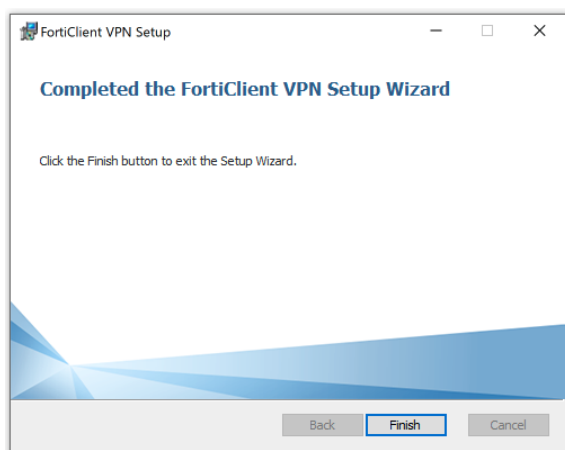 FortiClient VPN Setup
Completed the FortiClient VPN Setup Wizard
Click the Finish button to exit the Setup Wizard.
Back Finish Cancel